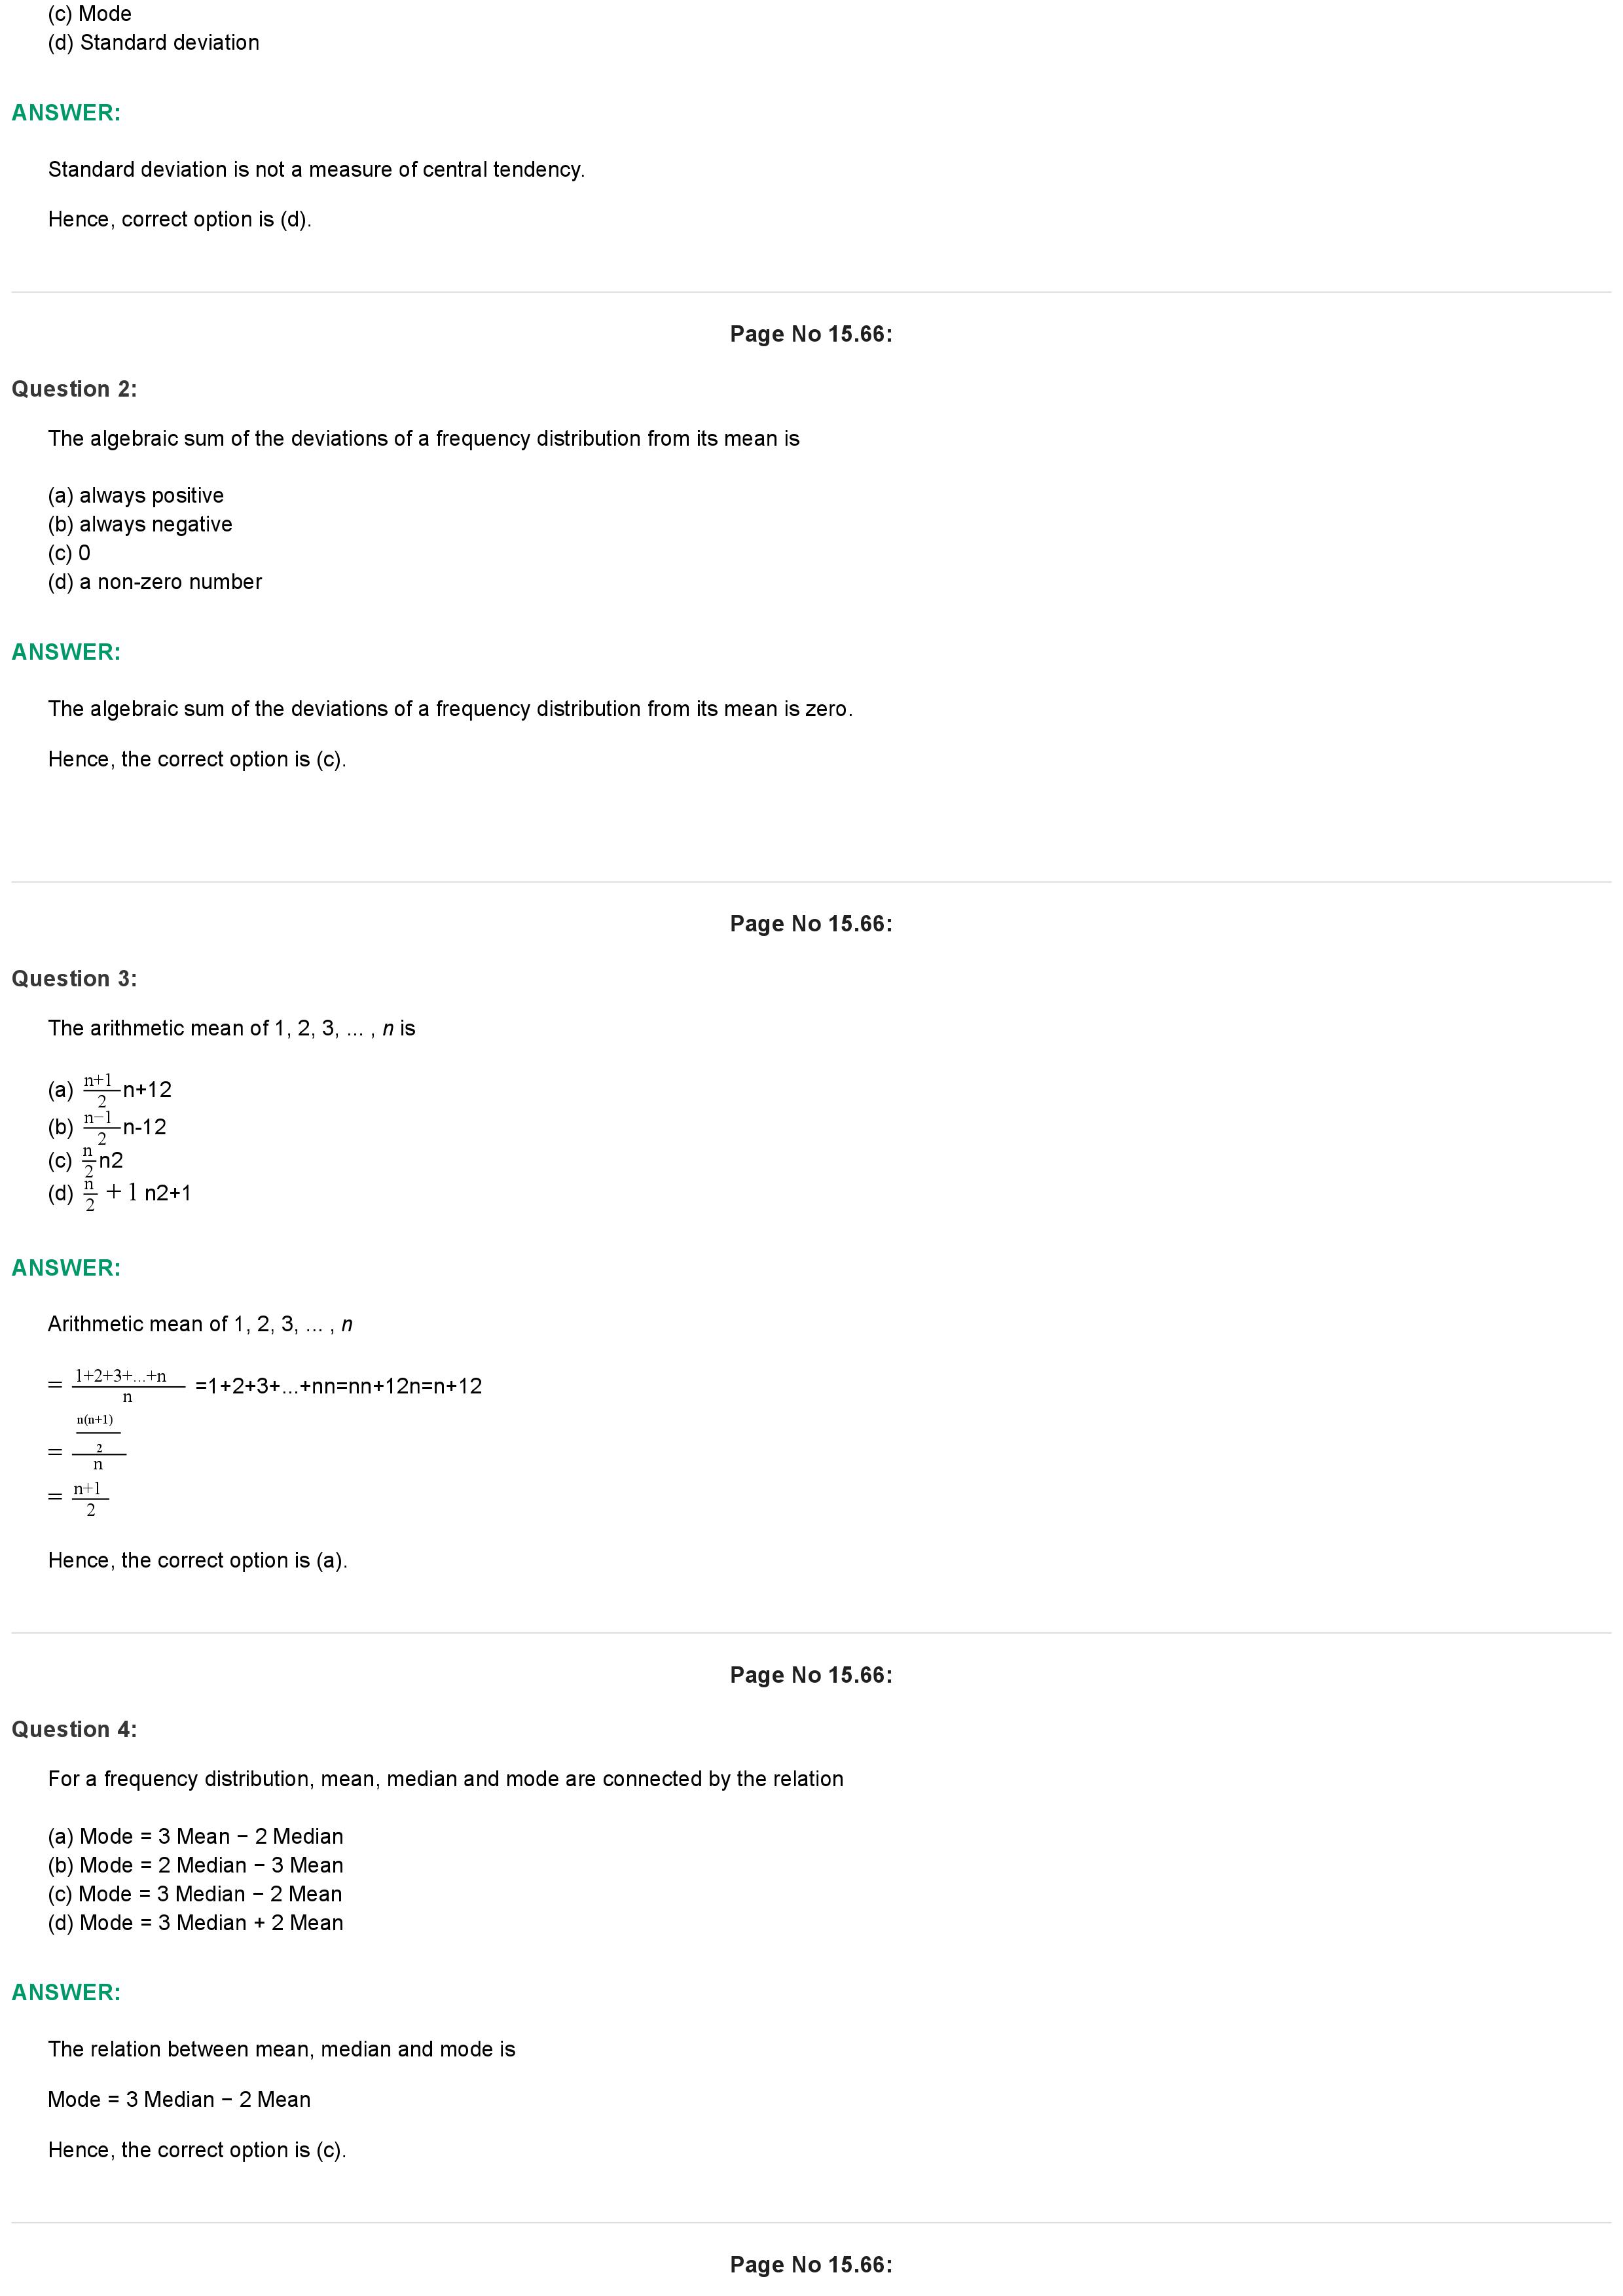 (c) Mode
(d) Standard deviation
ANSWER:
Standard deviation is not a measure of central tendency.
Hence, correct option is (d).
Page No 15.66:
Question 2:
The algebraic sum of the deviations of a frequency distribution from its mean is
(a) always positive
(b) always negative
(c) 0
(d) a non-zero number
ANSWER:
The algebraic sum of the deviations of a frequency distribution from its mean is zero.
Hence, the correct option is (c).
Page No 15.66:
Question 3:
The arithmetic mean of 1, 2, 3, ... , n is
(a) \frac{n+1}{2}n+12
(b) \frac{n−1}{2}n-12
(c) \frac{n}{2}n2
(d) \frac{n}{2} + 1 n2+1
ANSWER:
Arithmetic mean of 1, 2, 3, ... , n
= \frac{1+2+3+...+n}{n} =1+2+3+...+nn=nn+12n=n+12
= \frac{\frac{n(n+1)}{2}}{n}
= \frac{n+1}{2}
Hence, the correct option is (a).
Page No 15.66:
Question 4:
For a frequency distribution, mean, median and mode are connected by the relation
(a) Mode = 3 Mean − 2 Median
(b) Mode = 2 Median − 3 Mean
(c) Mode = 3 Median − 2 Mean
(d) Mode = 3 Median + 2 Mean
ANSWER:
The relation between mean, median and mode is
Mode = 3 Median − 2 Mean
Hence, the correct option is (c).
Page No 15.66: